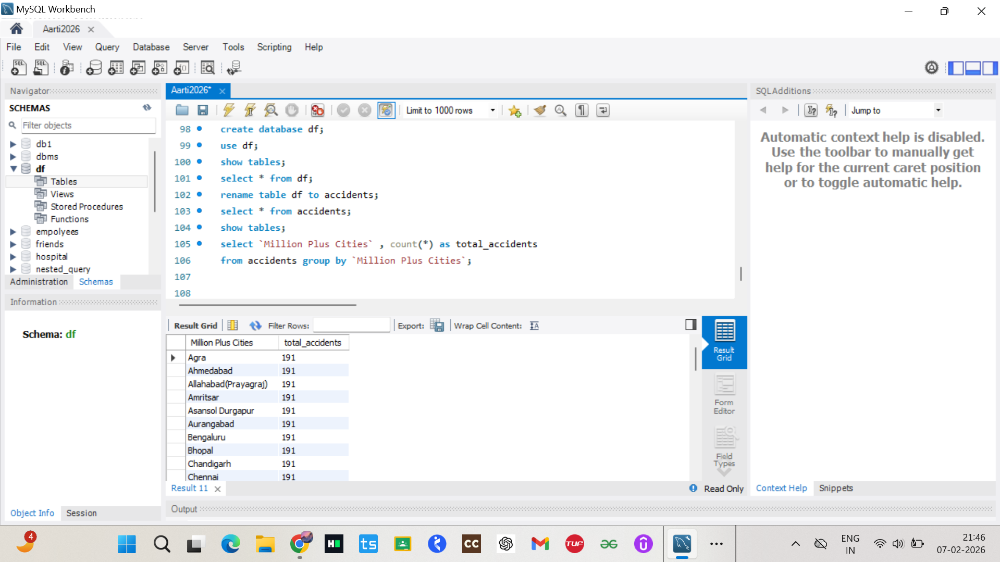 MySQL Workbench
Aarti2026
File Edit View Query Database Server Tools Scripting Help
Navigator
SCHEMAS
Filter objects
db1
dbms
df
Tables
Views
Stored Procedures
Functions
empolyees
friends
hospital
nested_query
Administration Schemas
Information
Schema: df
Object Info Session
Aarti2026*
Limit to 1000 rows
98 create database df;
99 use df;
100 show tables;
101 select * from df;
102 rename table df to accidents;
103 select * from accidents;
104 show tables;
105 select `Million Plus Cities` , count(*) as total_accidents
106 from accidents group by `Million Plus Cities`;
107
108
Result Grid Filter Rows: Export: Wrap Cell Content:
Million Plus Cities total_accidents
Agra 191
Ahmedabad 191
Allahabad(Prayagraj) 191
Amritsar 191
Asansol Durgapur 191
Aurangabad 191
Bengaluru 191
Bhopal 191
Chandigarh 191
Chennai 191
Result Grid
Form Editor
Field Types
Result 11
Read Only
Output
SQLAdditions
Jump to
Automatic context help is disabled.
Use the toolbar to manually get
help for the current caret position
or to toggle automatic help.
Context Help Snippets
4
ts
CC
TUF
ENG
IN
21:46
07-02-2026